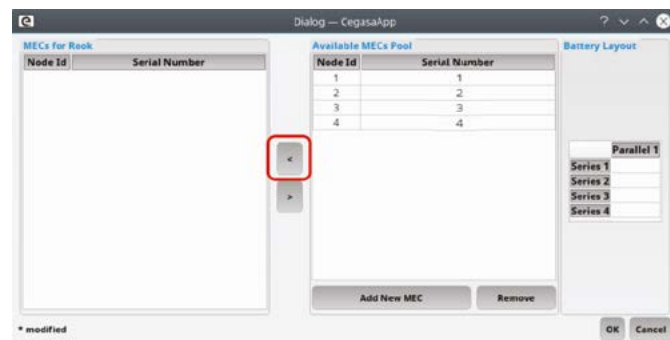 Dialog — CegasaApp
MECs for Rook
Node Id Serial Number
<
>
Available MECs Pool
Node Id Serial Number
1 1
2 2
3 3
4 4
Add New MEC Remove
Battery Layout
Parallel 1
Series 1
Series 2
Series 3
Series 4
* modified
OK Cancel